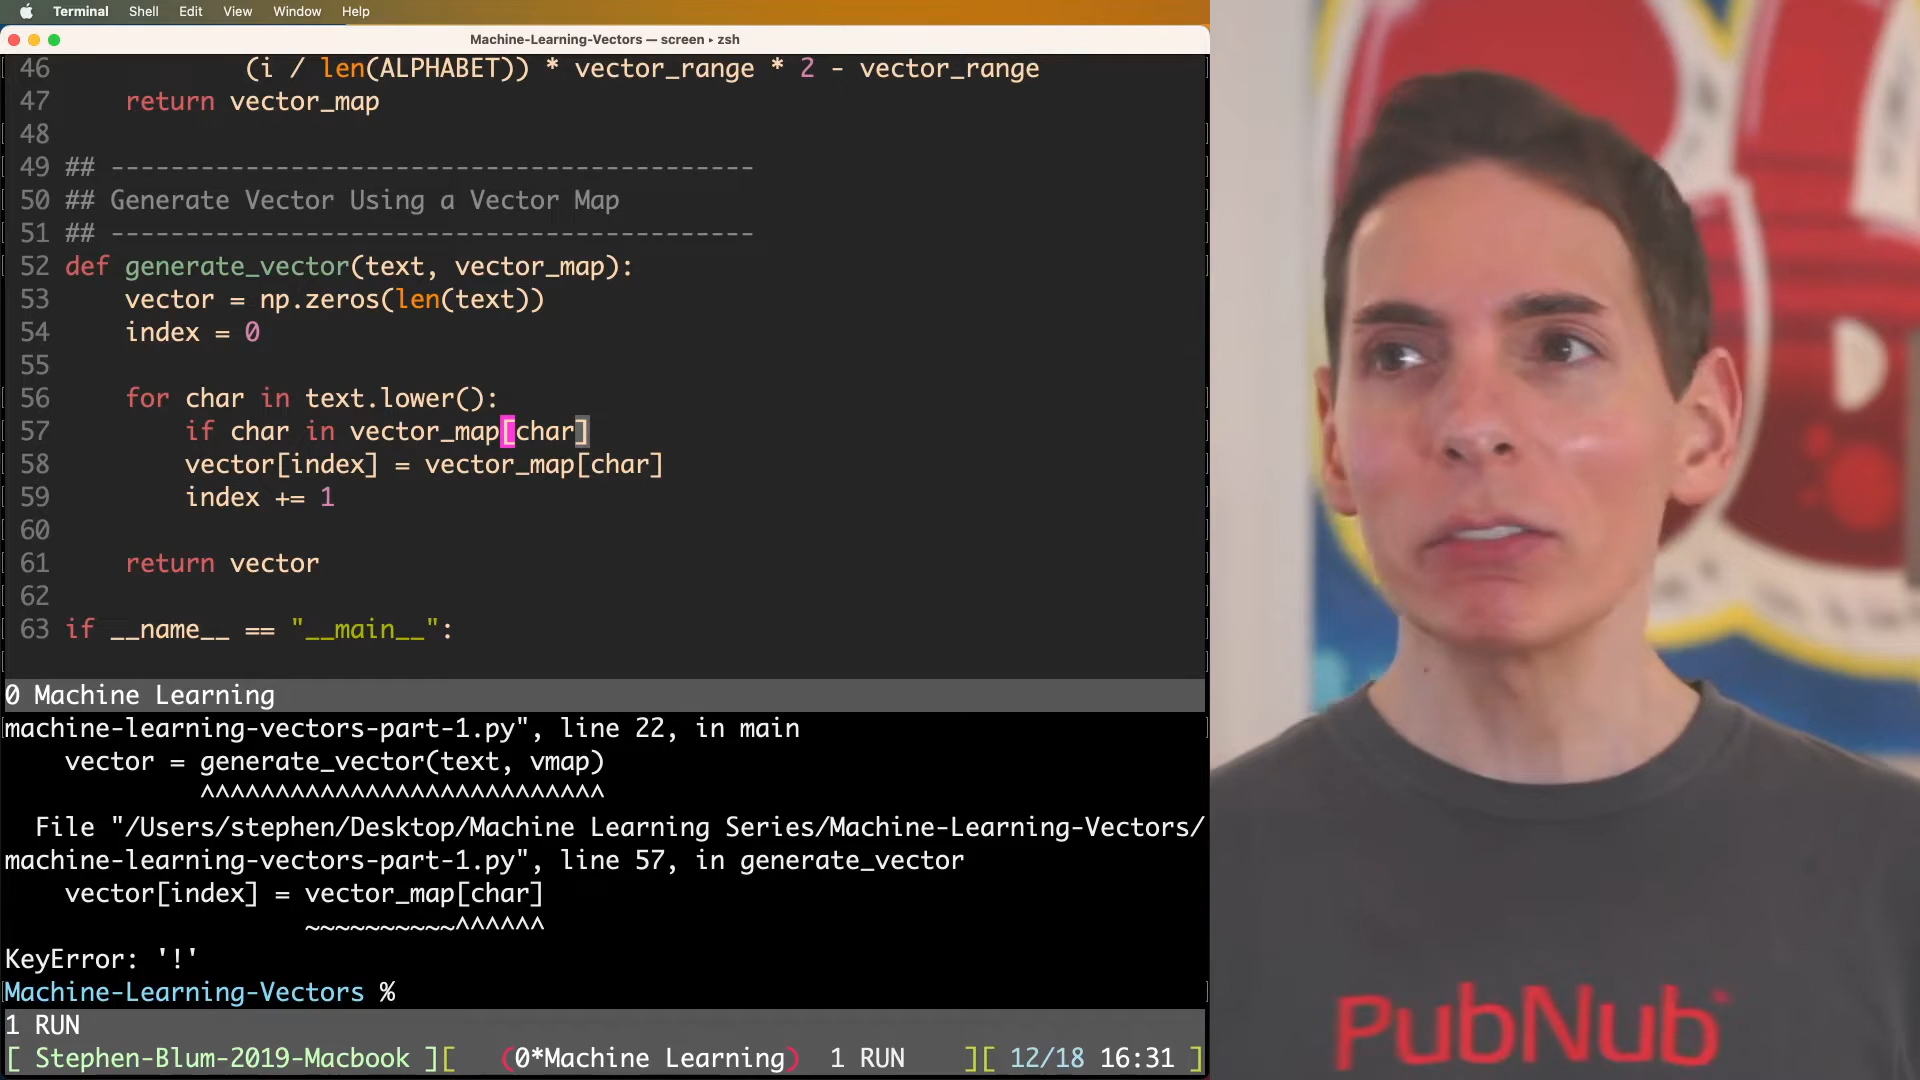 Terminal Shell Edit View Window Help
Machine-Learning-Vectors — screen ▸ zsh
46 (i / len(ALPHABET)) * vector_range * 2 - vector_range
47 return vector_map
48
49 ## -------------------------------------------
50 ## Generate Vector Using a Vector Map
51 ## -------------------------------------------
52 def generate_vector(text, vector_map):
53 vector = np.zeros(len(text))
54 index = 0
55
56 for char in text.lower():
57 if char in vector_map[char]
58 vector[index] = vector_map[char]
59 index += 1
60
61 return vector
62
63 if __name__ == "__main__":
0 Machine Learning
machine-learning-vectors-part-1.py", line 22, in main
vector = generate_vector(text, vmap)
^^^^^^^^^^^^^^^^^^^^^^^^^^^
File "/Users/stephen/Desktop/Machine Learning Series/Machine-Learning-Vectors/
machine-learning-vectors-part-1.py", line 57, in generate_vector
vector[index] = vector_map[char]
~~~~~~~~~~^^^^^^
KeyError: '!'
Machine-Learning-Vectors %
1 RUN
[ Stephen-Blum-2019-Macbook ][ (0*Machine Learning) 1 RUN ][ 12/18 16:31 ]
PubNub